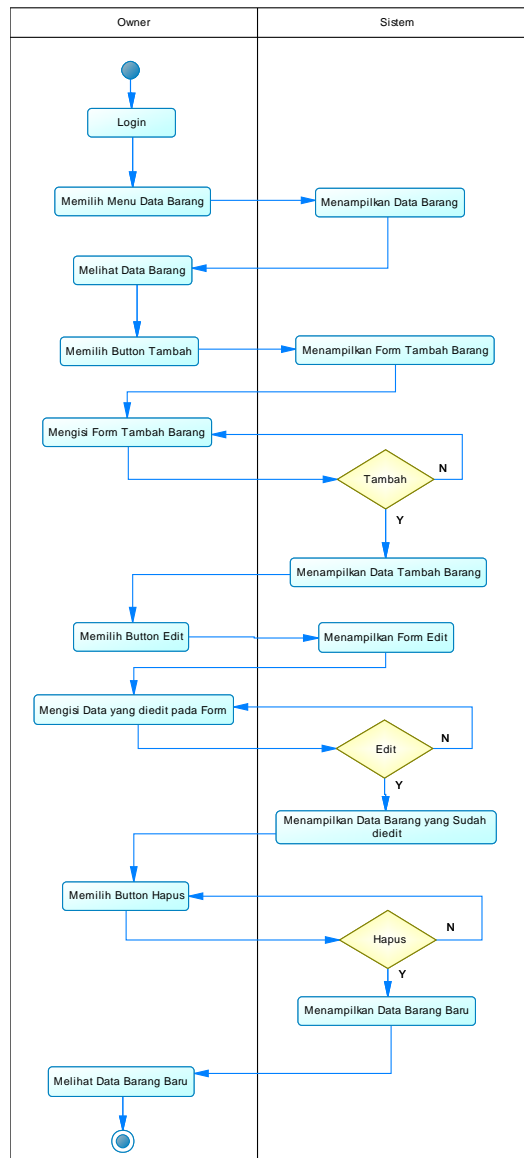 Owner
Sistem
Login
Memilih Menu Data Barang
Menampilkan Data Barang
Melihat Data Barang
Memilih Button Tambah
Menampilkan Form Tambah Barang
Mengisi Form Tambah Barang
Tambah
N
Y
Menampilkan Data Tambah Barang
Memilih Button Edit
Menampilkan Form Edit
Mengisi Data yang diedit pada Form
Edit
N
Y
Menampilkan Data Barang yang Sudah
diedit
Memilih Button Hapus
Hapus
N
Y
Menampilkan Data Barang Baru
Melihat Data Barang Baru